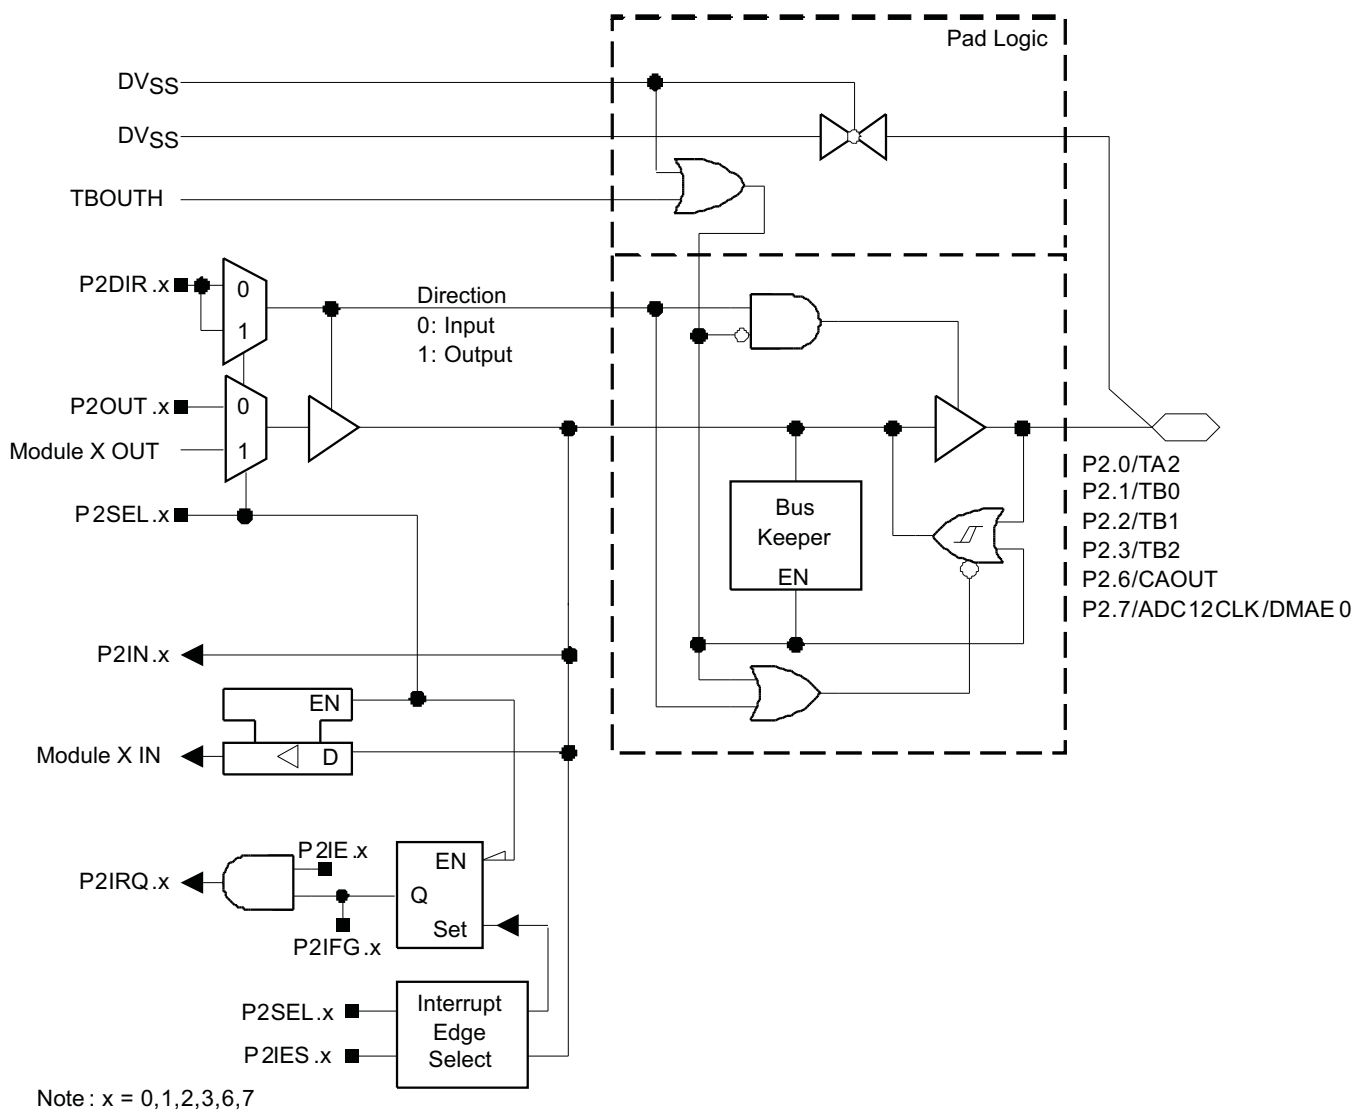 Pad Logic
DVSS
DVSS
TBOUTH
P2DIR.x
0
1
Direction
0: Input
1: Output
P2OUT.x
0
Module X OUT
1
P2SEL.x
Bus
Keeper
EN
P2.0/TA2
P2.1/TB0
P2.2/TB1
P2.3/TB2
P2.6/CAOUT
P2.7/ADC12CLK/DMAE0
P2IN.x
EN
Module X IN
D
P2IE.x
P2IRQ.x
EN
Q
Set
P2IFG.x
P2SEL.x
P2IES.x
Interrupt
Edge
Select
Note: x = 0,1,2,3,6,7